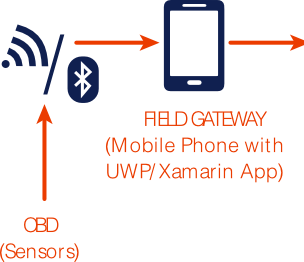 FIELD GATEWAY
(Mobile Phone with
UWP/Xamarin App)
OBD
(Sensors)